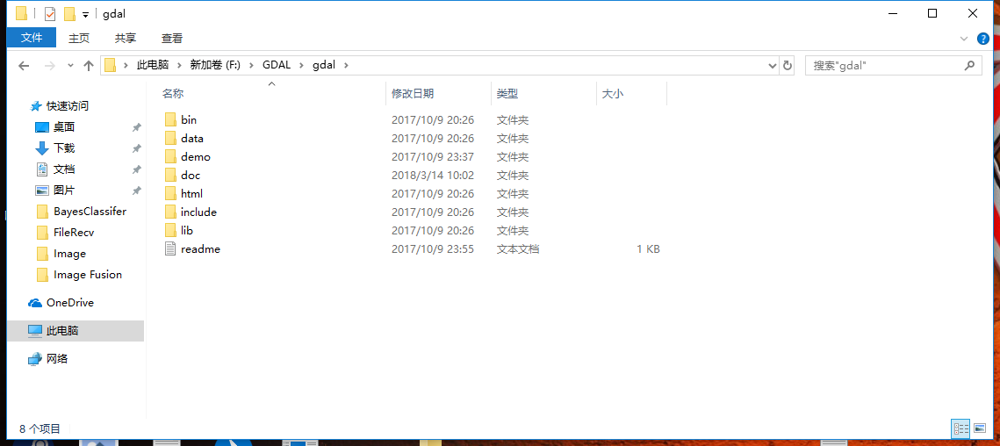 gdal
文件 主页 共享 查看
此电脑 新加卷 (F:) GDAL gdal 搜索"gdal"
名称 修改日期 类型 大小
快速访问
桌面
下载
文档
图片
BayesClassifer
FileRecv
Image
Image Fusion
OneDrive
此电脑
网络
bin 2017/10/9 20:26 文件夹
data 2017/10/9 20:26 文件夹
demo 2017/10/9 23:37 文件夹
doc 2018/3/14 10:02 文件夹
html 2017/10/9 20:26 文件夹
include 2017/10/9 20:26 文件夹
lib 2017/10/9 20:26 文件夹
readme 2017/10/9 23:55 文本文档 1 KB
8 个项目